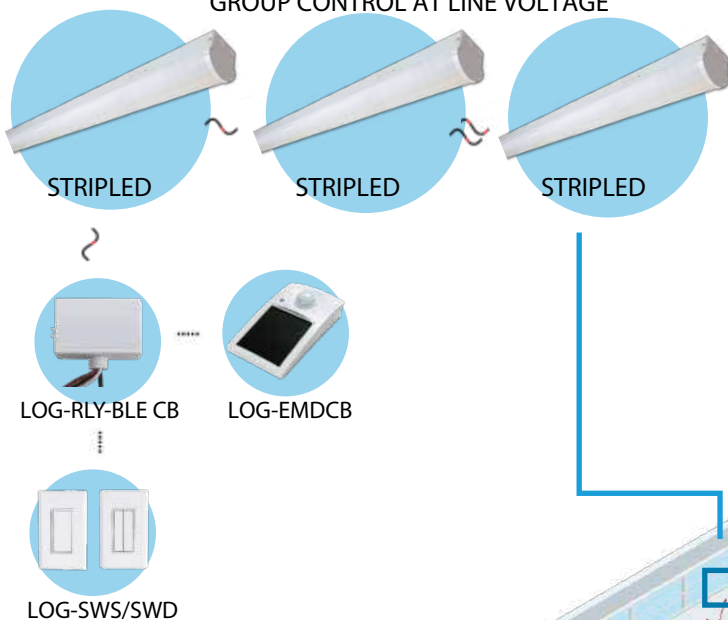 GROUP CONTROL AT LINE VOLTAGE
STRIPLED
STRIPLED
STRIPLED
LOG-RLY-BLE CB
LOG-EMDCB
LOG-SWS/SWD